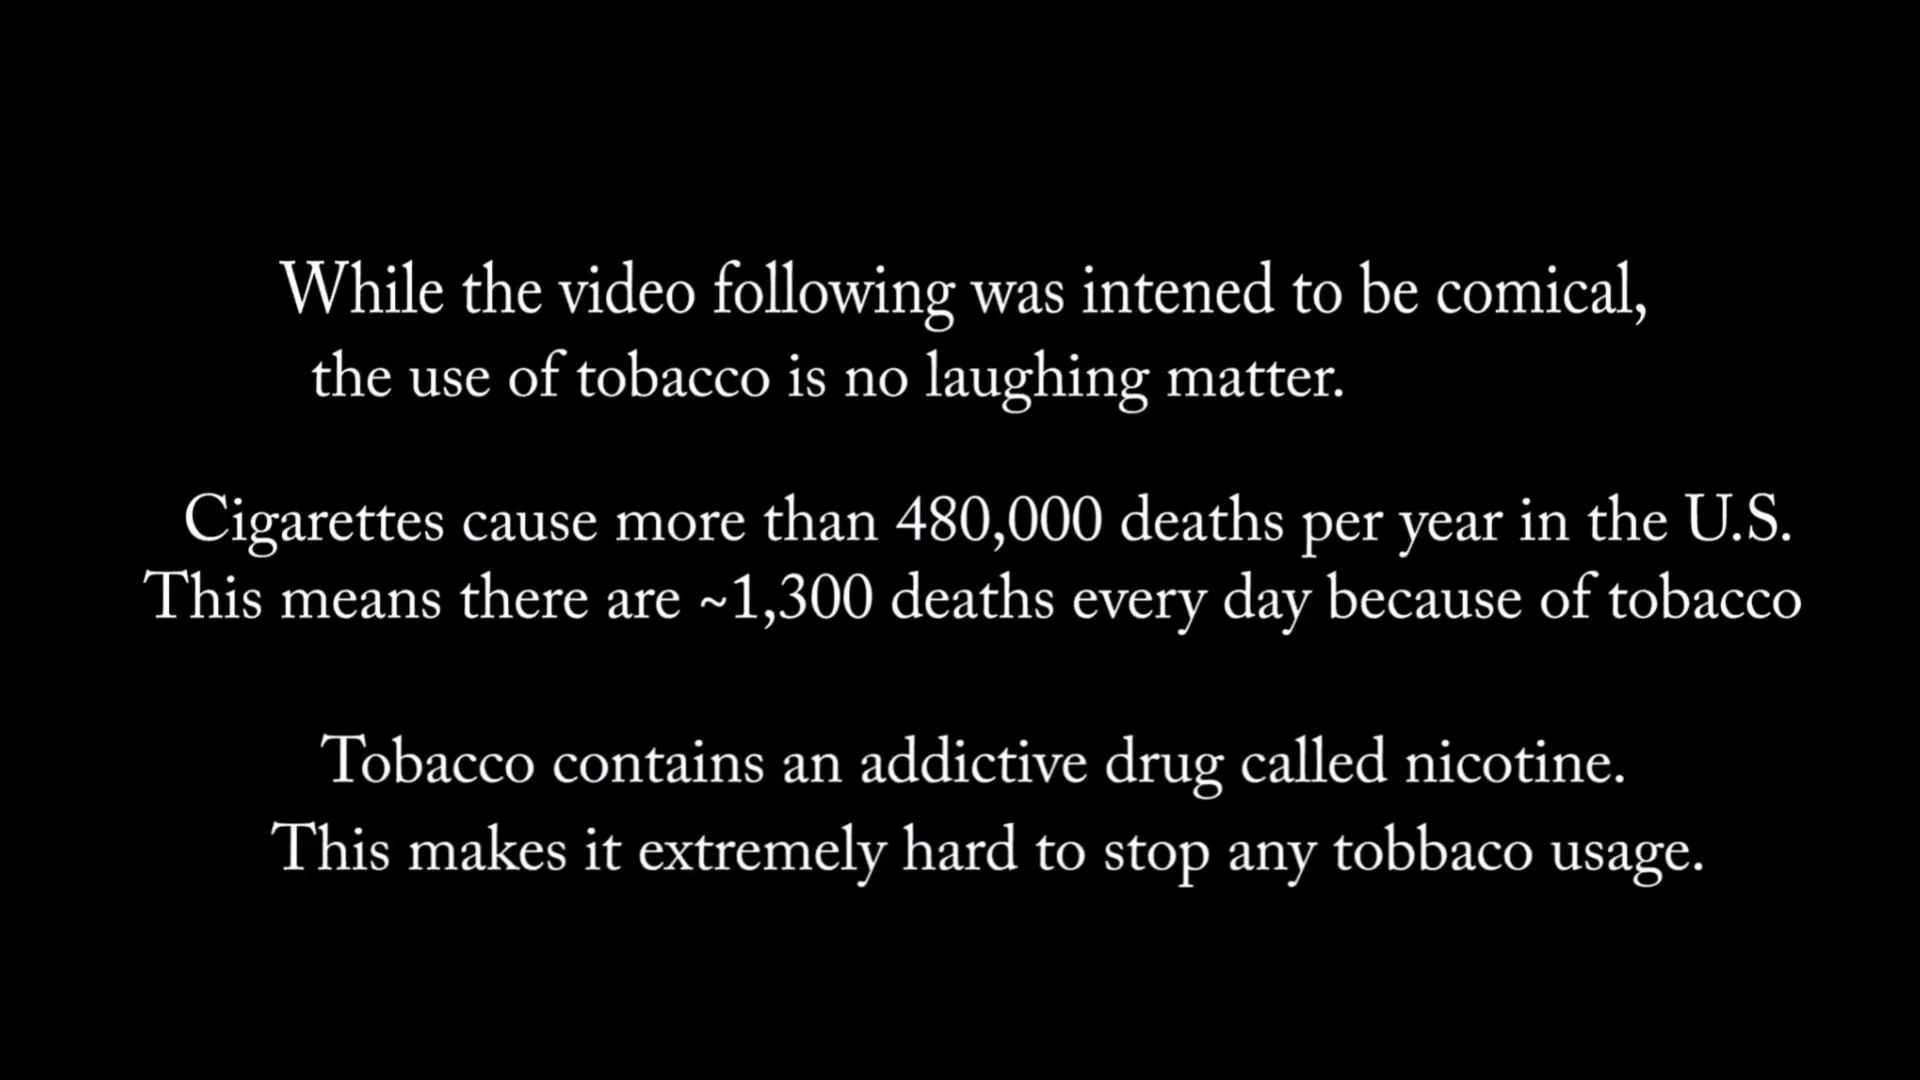 While the video following was intened to be comical,
the use of tobacco is no laughing matter.
Cigarettes cause more than 480,000 deaths per year in the U.S.
This means there are ~1,300 deaths every day because of tobacco
Tobacco contains an addictive drug called nicotine.
This makes it extremely hard to stop any tobbaco usage.